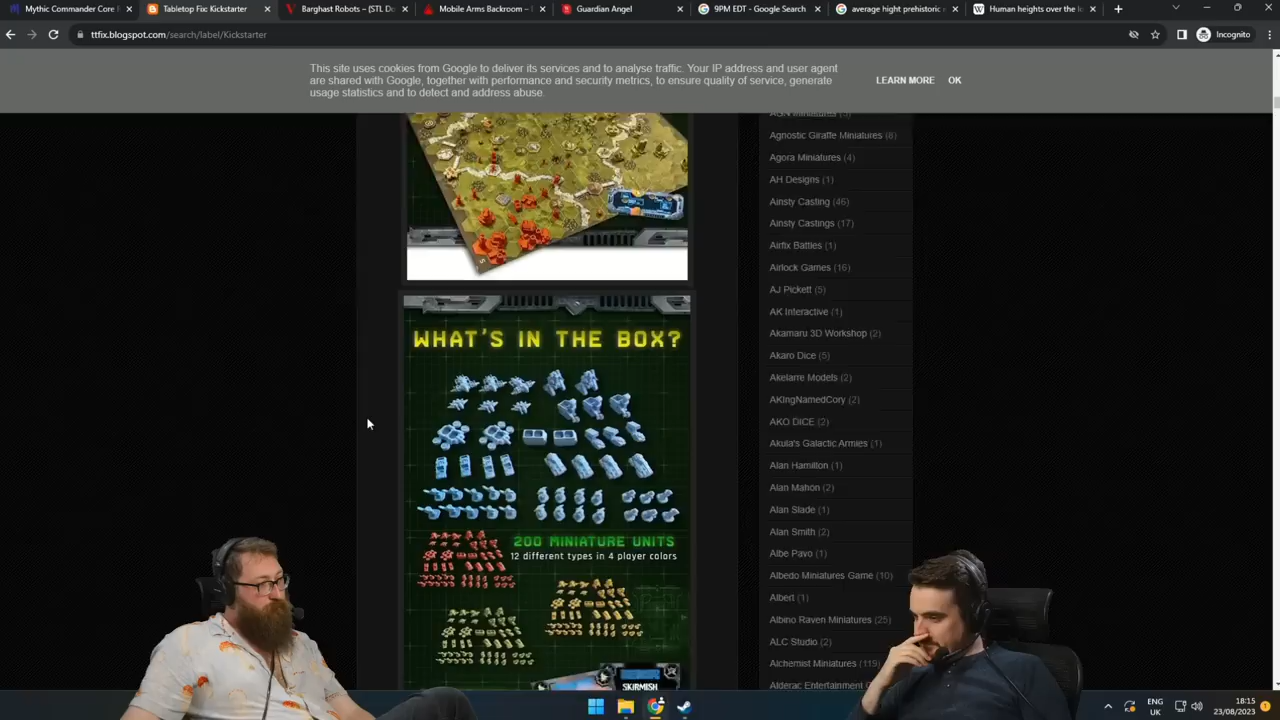 Mythic Commander Core
Tabletop Fix: Kickstarter
Barghast Robots – (STL Di
Mobile Arms Backroom –
Guardian Angel
9PM EDT - Google Search
average hight prehistoric
Human heights over the lo
ttfix.blogspot.com/search/label/Kickstarter
Incognito
This site uses cookies from Google to deliver its services and to analyse traffic. Your IP address and user agent
are shared with Google, together with performance and security metrics, to ensure quality of service, generate
usage statistics and to detect and address abuse
LEARN MORE OK
Agnostic Giraffe Miniatures (8)
Agora Miniatures (4)
AH Designs (1)
Ainsty Casting (46)
Ainsty Castings (17)
Airfix Battles (1)
Airlock Games (16)
AJ Pickett (5)
AK Interactive (1)
Akamaru 3D Workshop (2)
Akaro Dice (5)
Akelarre Models (2)
AKIngNamedCory (2)
AKO DICE (2)
Akula's Galactic Armies (1)
Alan Hamilton (1)
Alan Mahon (2)
Alan Slade (1)
Alan Smith (2)
Albe Pavo (1)
Albedo Miniatures Game (10)
Albert (1)
Albino Raven Miniatures (25)
ALC Studio (2)
Alchemist Miniatures (119)
Alderac Entertainment
WHAT'S IN THE BOX?
200 MINIATURE UNITS
12 different types in 4 player colors
SKIRMISH
ENG
UK
18:15
23/08/2023